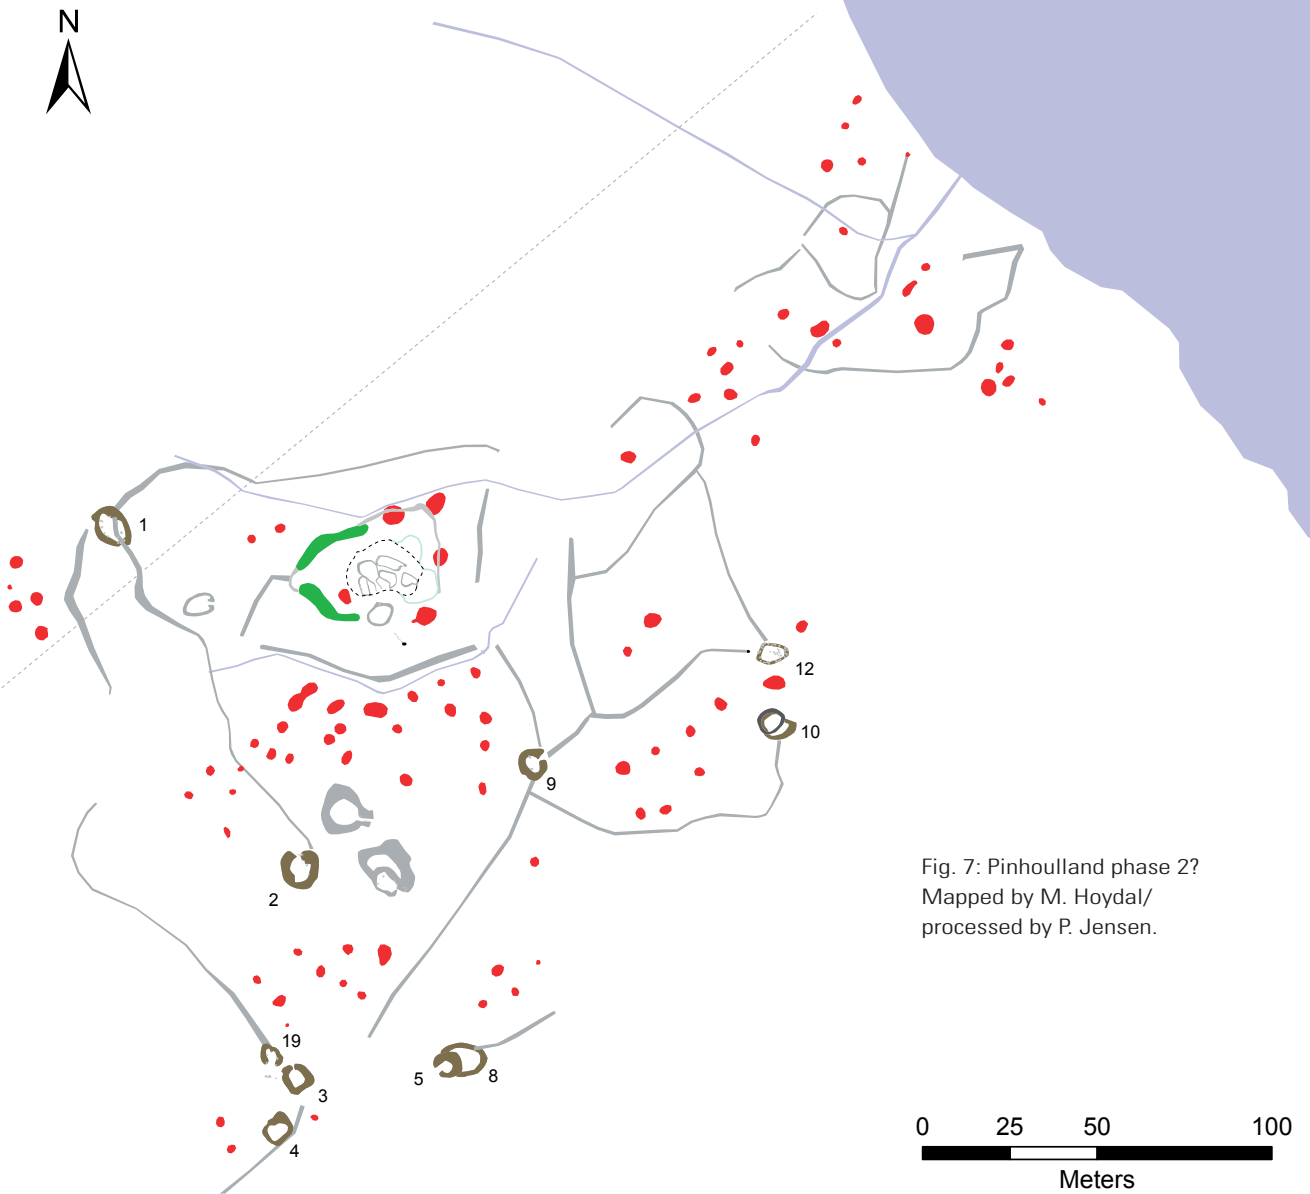 N
1
12
10
9
2
Fig. 7: Pinhoulland phase 2?
Mapped by M. Hoydal/
processed by P. Jensen.
19
5
8
3
4
0 25 50 100
Meters